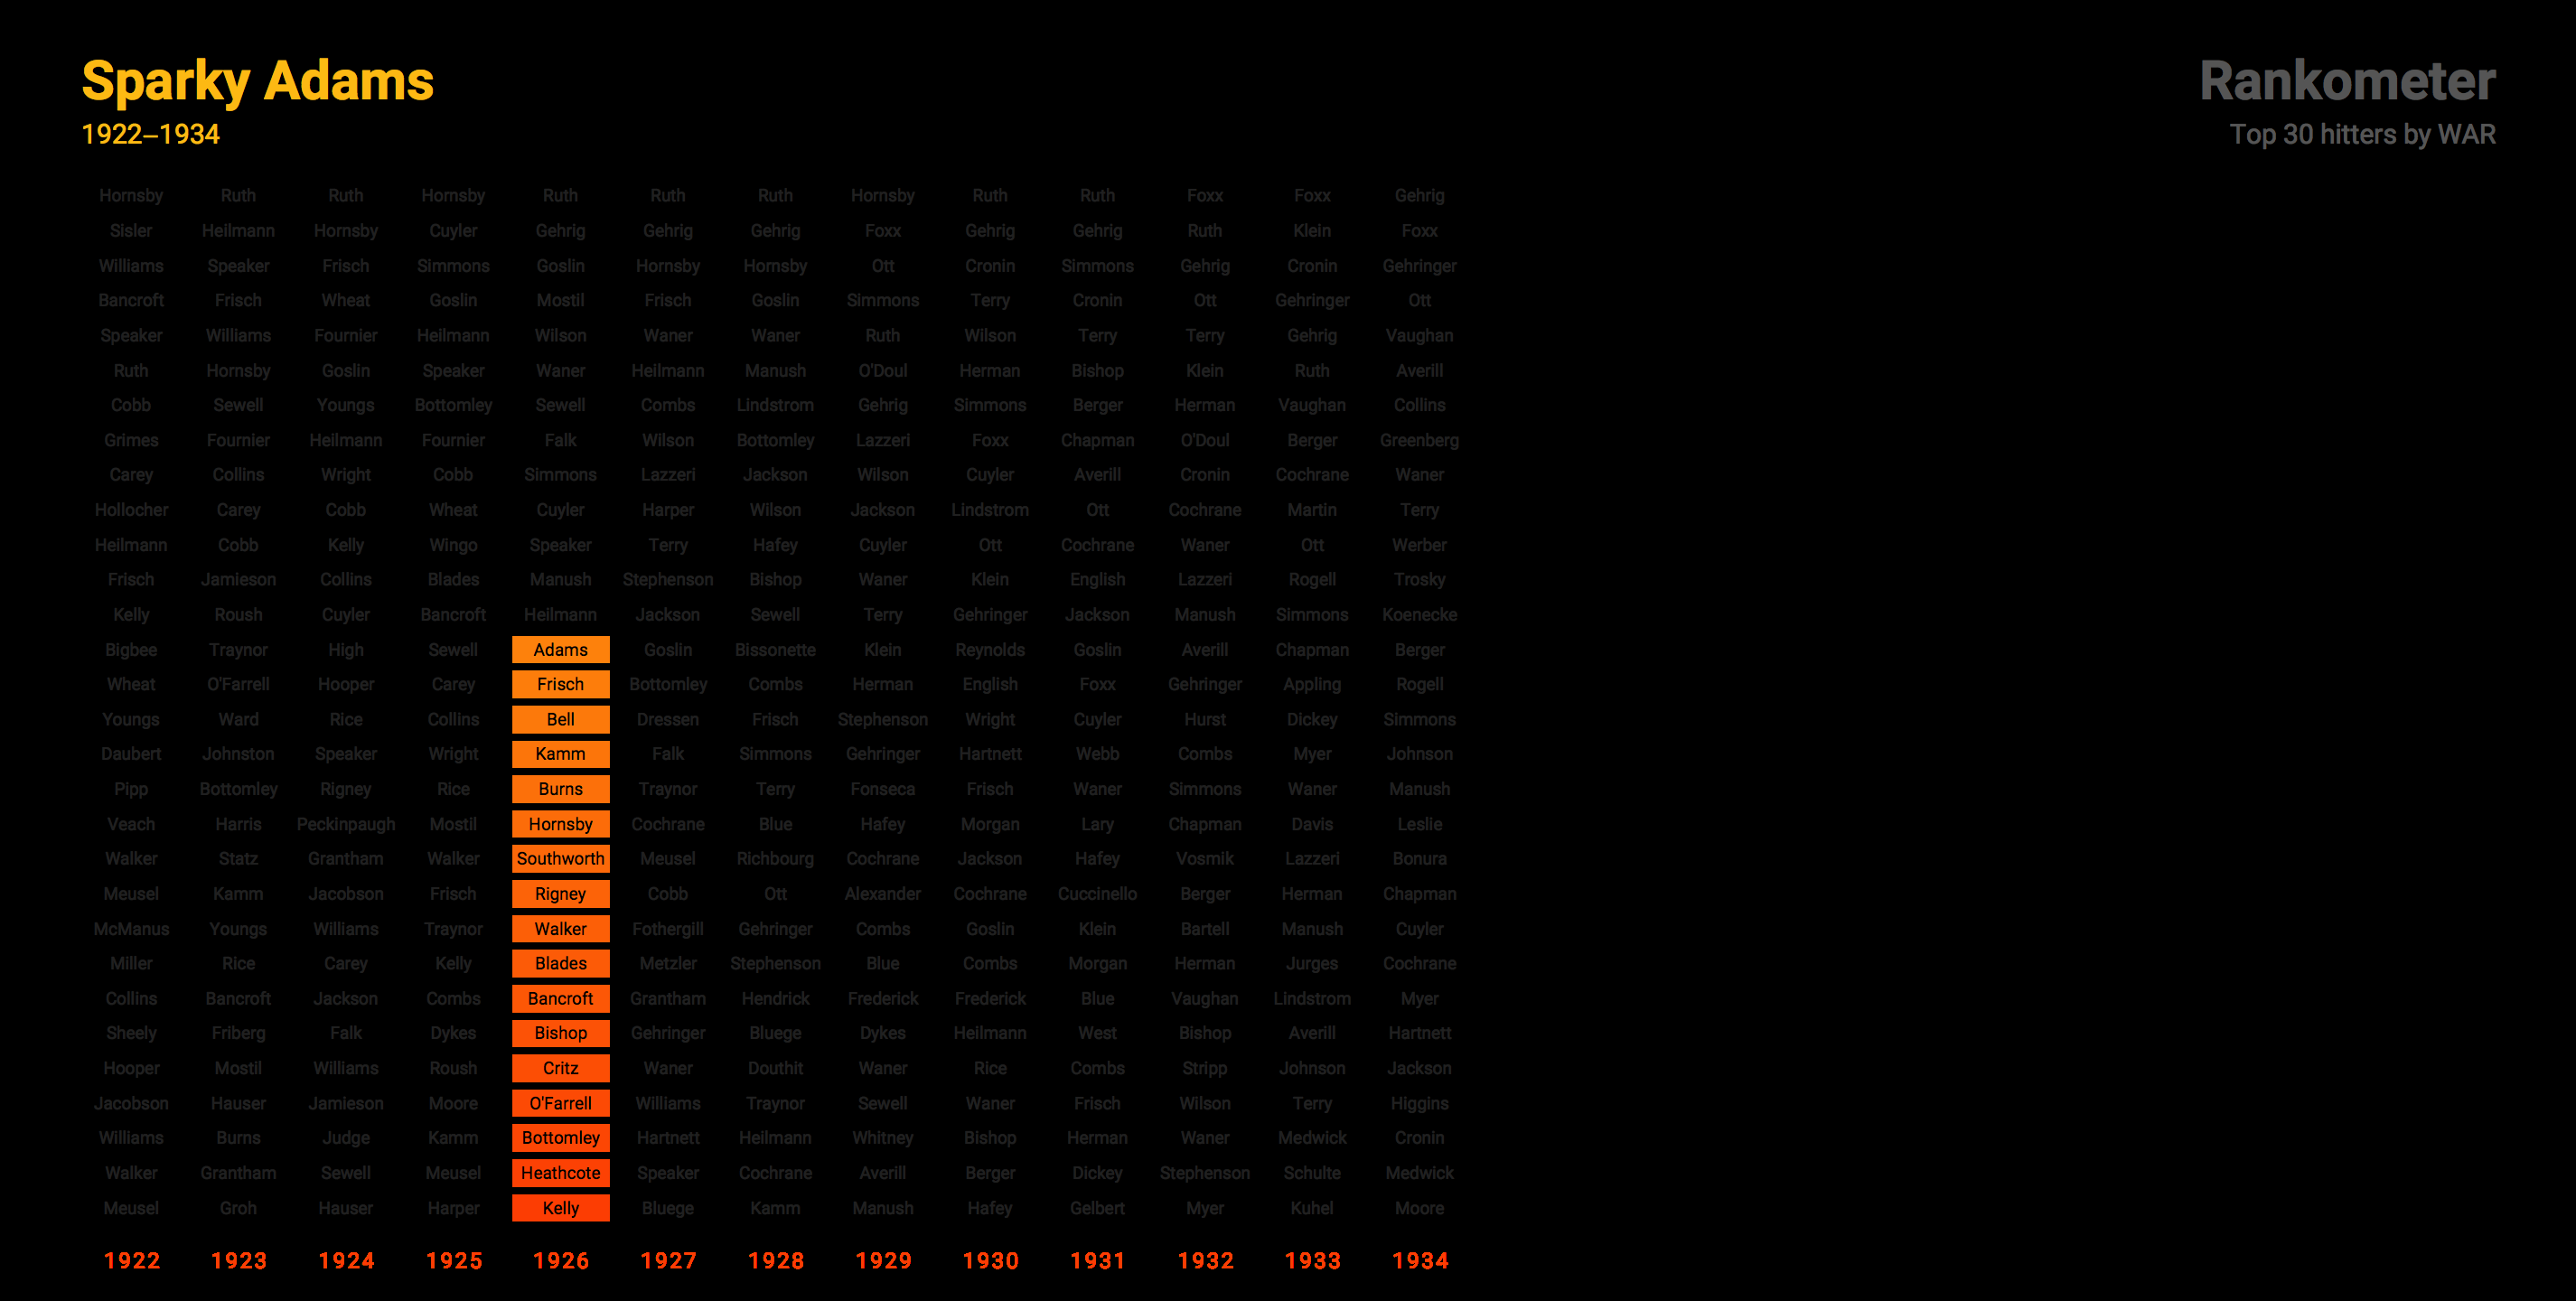 Sparky Adams
1922–1934
Rankometer
Top 30 hitters by WAR
Hornsby Ruth Ruth Hornsby Ruth Ruth Ruth Hornsby Ruth Ruth Foxx Foxx Gehrig
Sisler Heilmann Hornsby Cuyler Gehrig Gehrig Gehrig Foxx Gehrig Gehrig Ruth Klein Foxx
Williams Speaker Frisch Simmons Goslin Hornsby Hornsby Ott Cronin Simmons Gehrig Cronin Gehringer
Bancroft Frisch Wheat Goslin Mostil Frisch Goslin Simmons Terry Cronin Ott Gehringer Ott
Speaker Williams Fournier Heilmann Wilson Waner Waner Ruth Wilson Terry Terry Gehrig Vaughan
Ruth Hornsby Goslin Speaker Waner Heilmann Manush O'Doul Herman Bishop Klein Ruth Averill
Cobb Sewell Youngs Bottomley Sewell Combs Lindstrom Gehrig Simmons Berger Herman Vaughan Collins
Grimes Fournier Heilmann Fournier Falk Wilson Bottomley Lazzeri Foxx Chapman O'Doul Berger Greenberg
Carey Collins Wright Cobb Simmons Lazzeri Jackson Wilson Cuyler Averill Cronin Cochrane Waner
Hollocher Carey Cobb Wheat Cuyler Harper Wilson Jackson Lindstrom Ott Cochrane Martin Terry
Heilmann Cobb Kelly Wingo Speaker Terry Hafey Cuyler Ott Cochrane Waner Ott Werber
Frisch Jamieson Collins Blades Manush Stephenson Bishop Waner Klein English Lazzeri Rogell Trosky
Kelly Roush Cuyler Bancroft Heilmann Jackson Sewell Terry Gehringer Jackson Manush Simmons Koenecke
Bigbee Traynor High Sewell Adams Goslin Bissonette Klein Reynolds Goslin Averill Chapman Berger
Wheat O'Farrell Hooper Carey Frisch Bottomley Combs Herman English Foxx Gehringer Appling Rogell
Youngs Ward Rice Collins Bell Dressen Frisch Stephenson Wright Cuyler Hurst Dickey Simmons
Daubert Johnston Speaker Wright Kamm Falk Simmons Gehringer Hartnett Webb Combs Myer Johnson
Pipp Bottomley Rigney Rice Burns Traynor Terry Fonseca Frisch Waner Simmons Waner Manush
Veach Harris Peckinpaugh Mostil Hornsby Cochrane Blue Hafey Morgan Lary Chapman Davis Leslie
Walker Statz Grantham Walker Southworth Meusel Richbourg Cochrane Jackson Hafey Vosmik Lazzeri Bonura
Meusel Kamm Jacobson Frisch Rigney Cobb Ott Alexander Cochrane Cuccinello Berger Herman Chapman
McManus Youngs Williams Traynor Walker Fothergill Gehringer Combs Goslin Klein Bartell Manush Cuyler
Miller Rice Carey Kelly Blades Metzler Stephenson Blue Combs Morgan Herman Jurges Cochrane
Collins Bancroft Jackson Combs Bancroft Grantham Hendrick Frederick Frederick Blue Vaughan Lindstrom Myer
Sheely Friberg Falk Dykes Bishop Gehringer Bluege Dykes Heilmann West Bishop Averill Hartnett
Hooper Mostil Williams Roush Critz Waner Douthit Waner Rice Combs Stripp Johnson Jackson
Jacobson Hauser Jamieson Moore O'Farrell Williams Traynor Sewell Waner Frisch Wilson Terry Higgins
Williams Burns Judge Kamm Bottomley Hartnett Heilmann Whitney Bishop Herman Waner Medwick Cronin
Walker Grantham Sewell Meusel Heathcote Speaker Cochrane Averill Berger Dickey Stephenson Schulte Medwick
Meusel Groh Hauser Harper Kelly Bluege Kamm Manush Hafey Gelbert Myer Kuhel Moore
1922 1923 1924 1925 1926 1927 1928 1929 1930 1931 1932 1933 1934